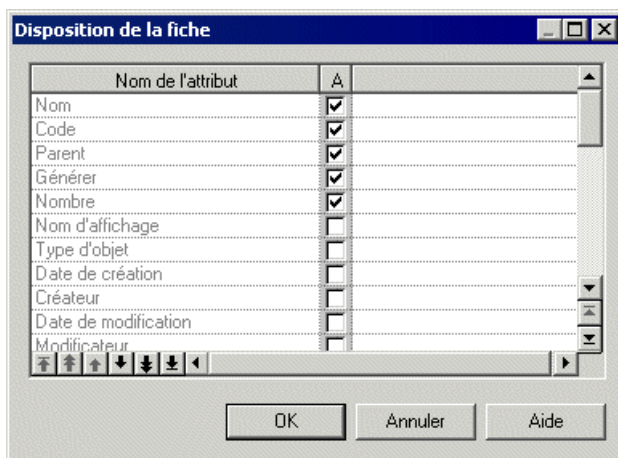 Disposition de la fiche
Nom de l'attribut A
Nom
Code
Parent
Générer
Nombre
Nom d'affichage
Type d'objet
Date de création
Créateur
Date de modification
Modificateur
OK Annuler Aide